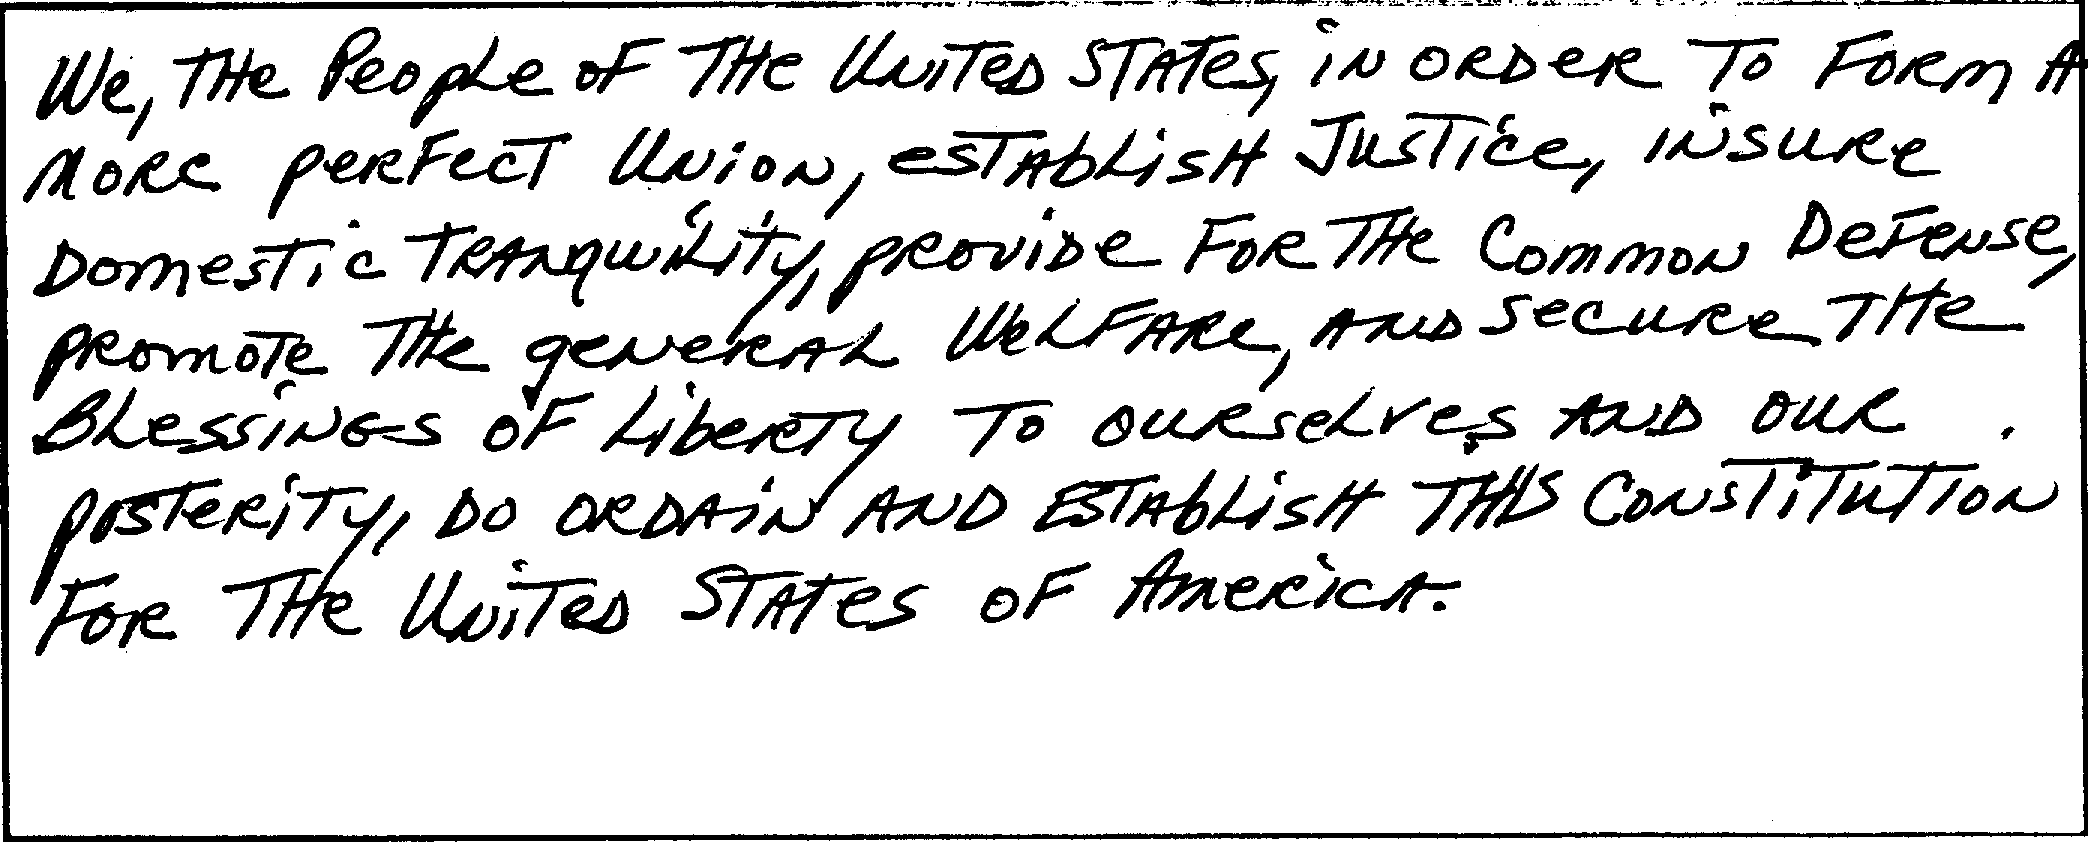 We, THe PeopLe oF THe UNiTeD STATes, iN ORDeR To FoRm A
moRe peRFecT UNioN, esTAbLisH JusTice, iNsuRe
DomesTic TRANquiLiTy, pRoviDe FoR THe CommoN DeFeNse,
pRomoTe THe geNeRAL WeLFARe, AND secuRe THe
BLessiNGs oF LibeRTy To ouRseLves AND ouR
posTeRiTy, Do oRDAiN AND esTAbLisH THis CoNsTiTuTioN
FoR THe UNiTeD STATes oF AmeRicA.